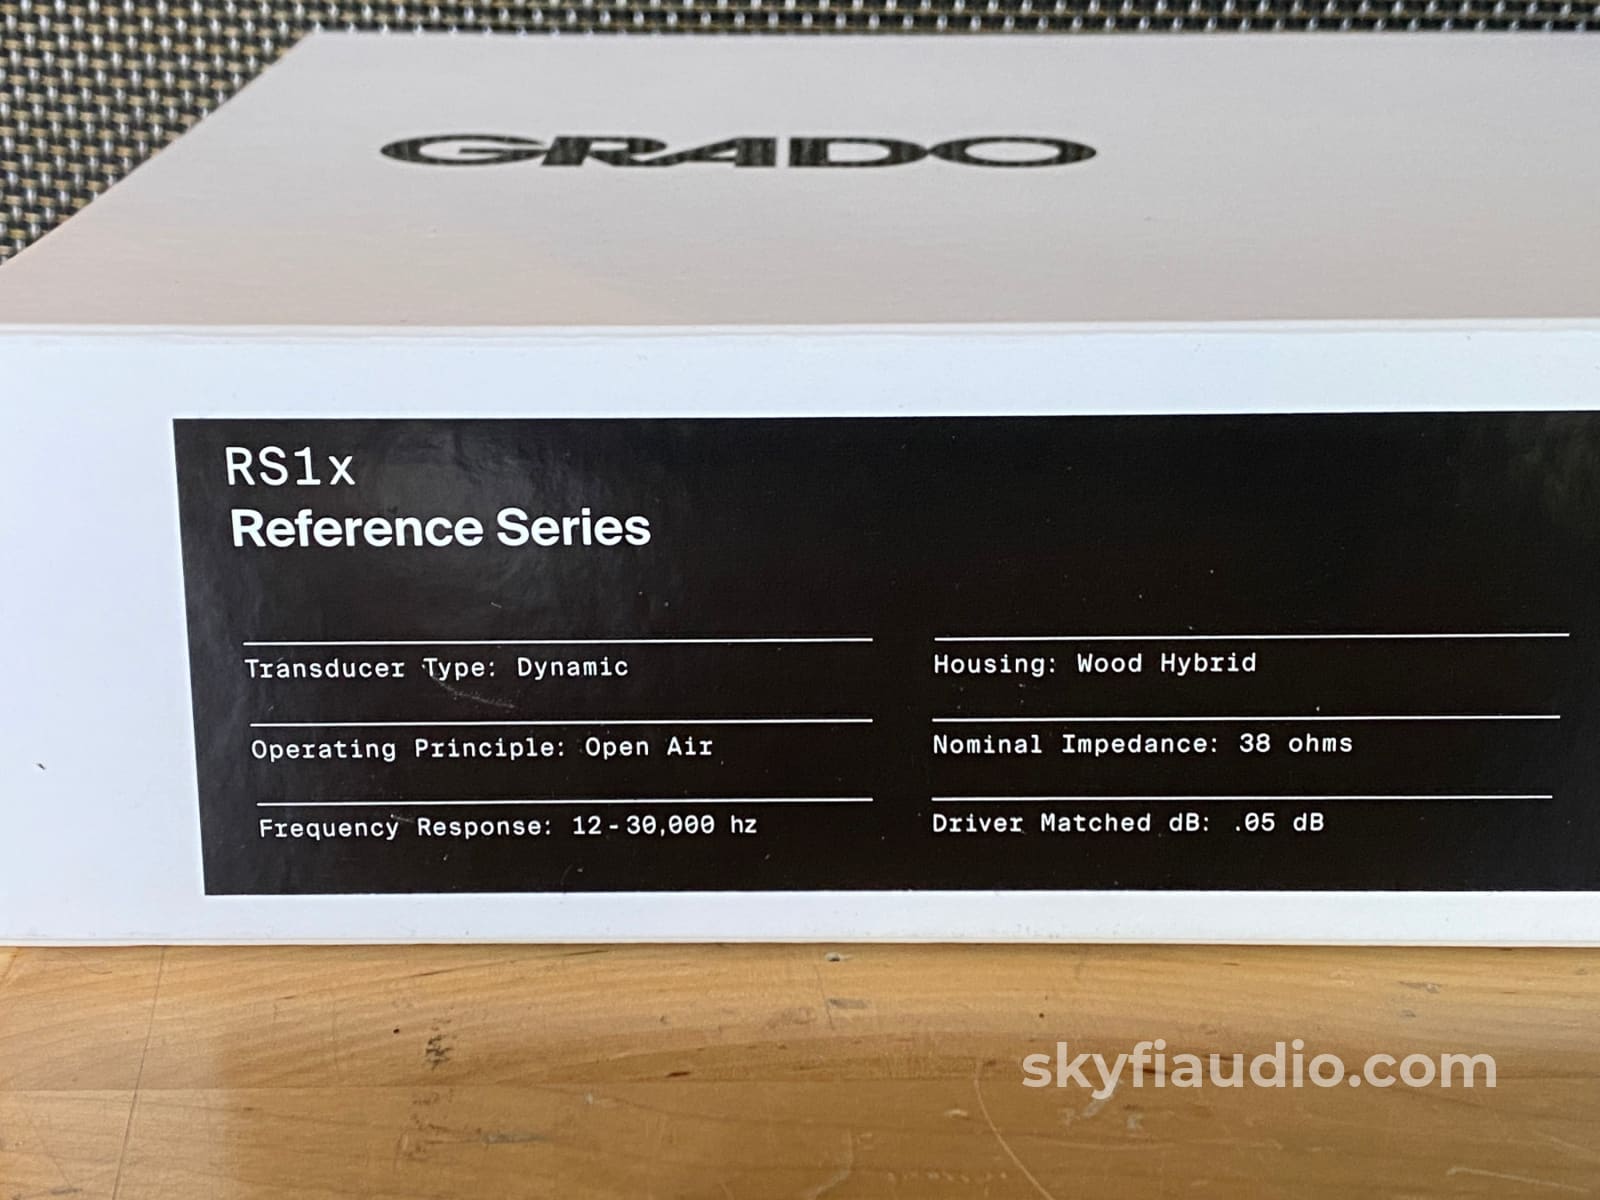 GRADO
RS1x
Reference Series
Transducer Type: Dynamic
Operating Principle: Open Air
Frequency Response: 12-30,000 hz
Housing: Wood Hybrid
Nominal Impedance: 38 ohms
Driver Matched dB: .05 dB
skyfiaudio.com